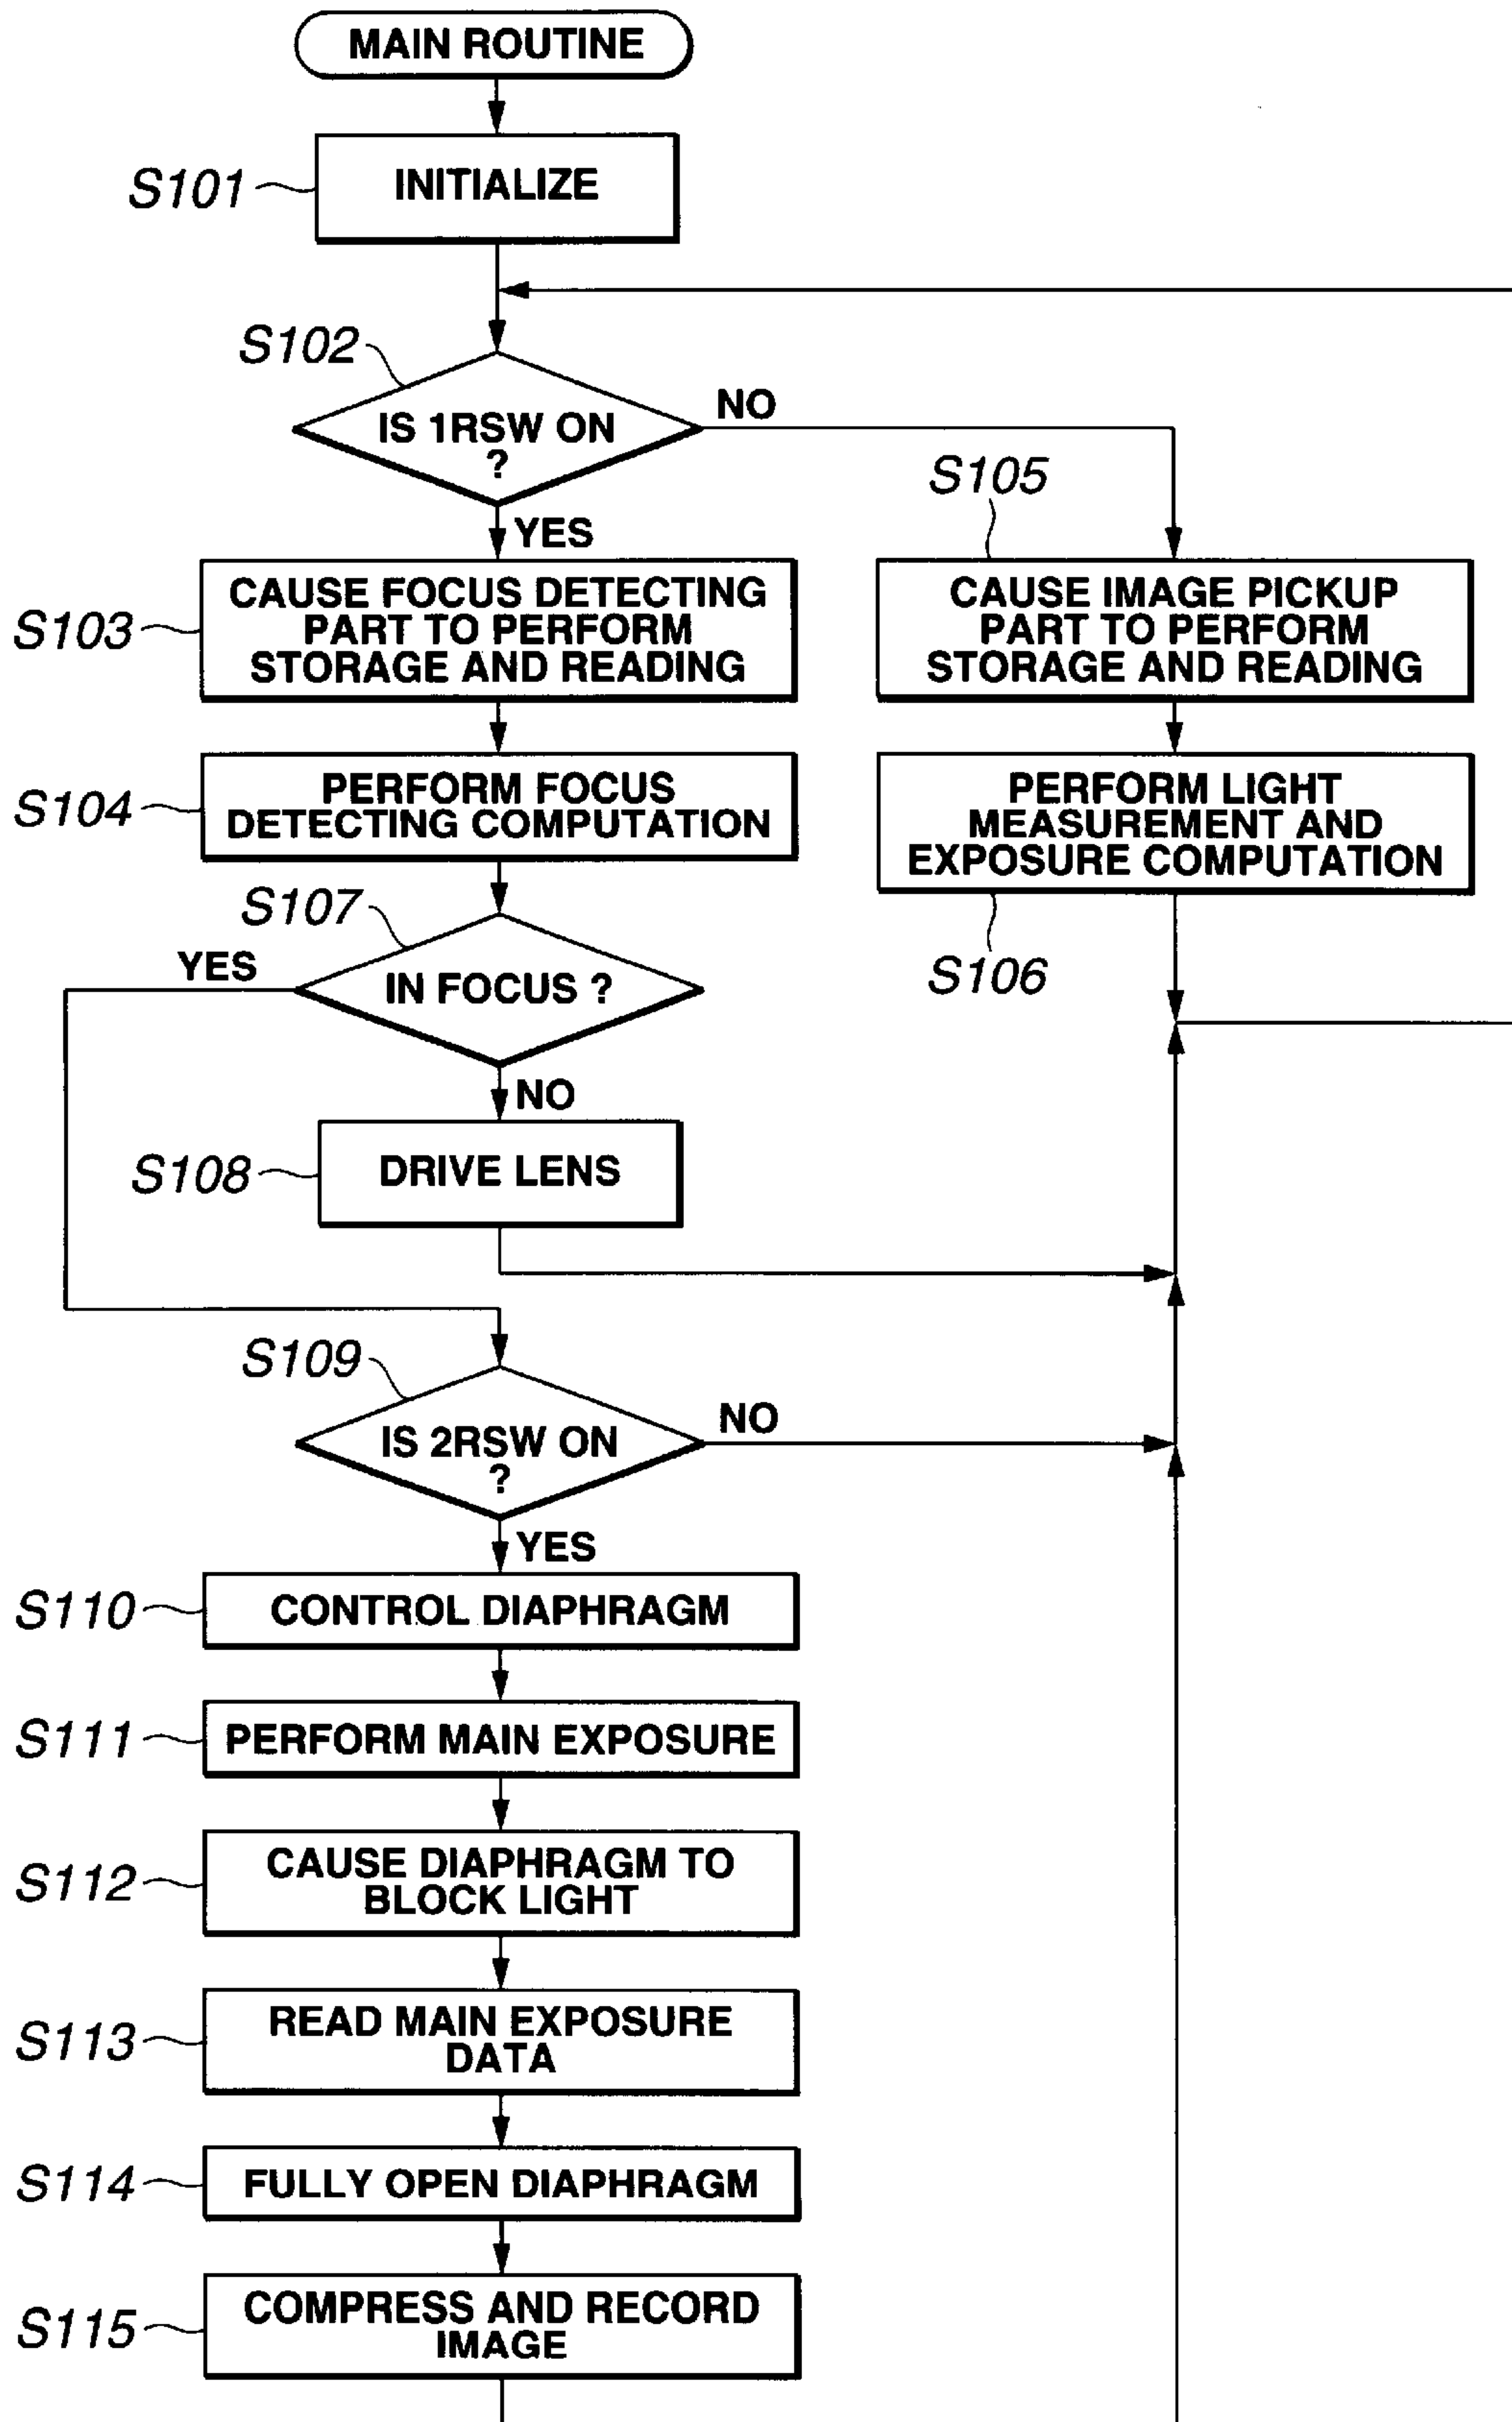 MAIN ROUTINE
S101
INITIALIZE
S102
IS 1RSW ON
?
NO
YES
S103
CAUSE FOCUS DETECTING
PART TO PERFORM
STORAGE AND READING
S105
CAUSE IMAGE PICKUP
PART TO PERFORM
STORAGE AND READING
S104
PERFORM FOCUS
DETECTING COMPUTATION
PERFORM LIGHT
MEASUREMENT AND
EXPOSURE COMPUTATION
S106
S107
YES
IN FOCUS ?
NO
S108
DRIVE LENS
S109
IS 2RSW ON
?
NO
YES
S110
CONTROL DIAPHRAGM
S111
PERFORM MAIN EXPOSURE
S112
CAUSE DIAPHRAGM TO
BLOCK LIGHT
S113
READ MAIN EXPOSURE
DATA
S114
FULLY OPEN DIAPHRAGM
S115
COMPRESS AND RECORD
IMAGE